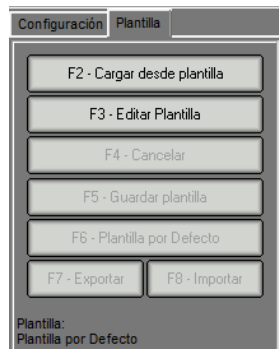 Configuración Plantilla
F2 - Cargar desde plantilla
F3 - Editar Plantilla
F4 - Cancelar
F5 - Guardar plantilla
F6 - Plantilla por Defecto
F7 - Exportar F8 - Importar
Plantilla:
Plantilla por Defecto